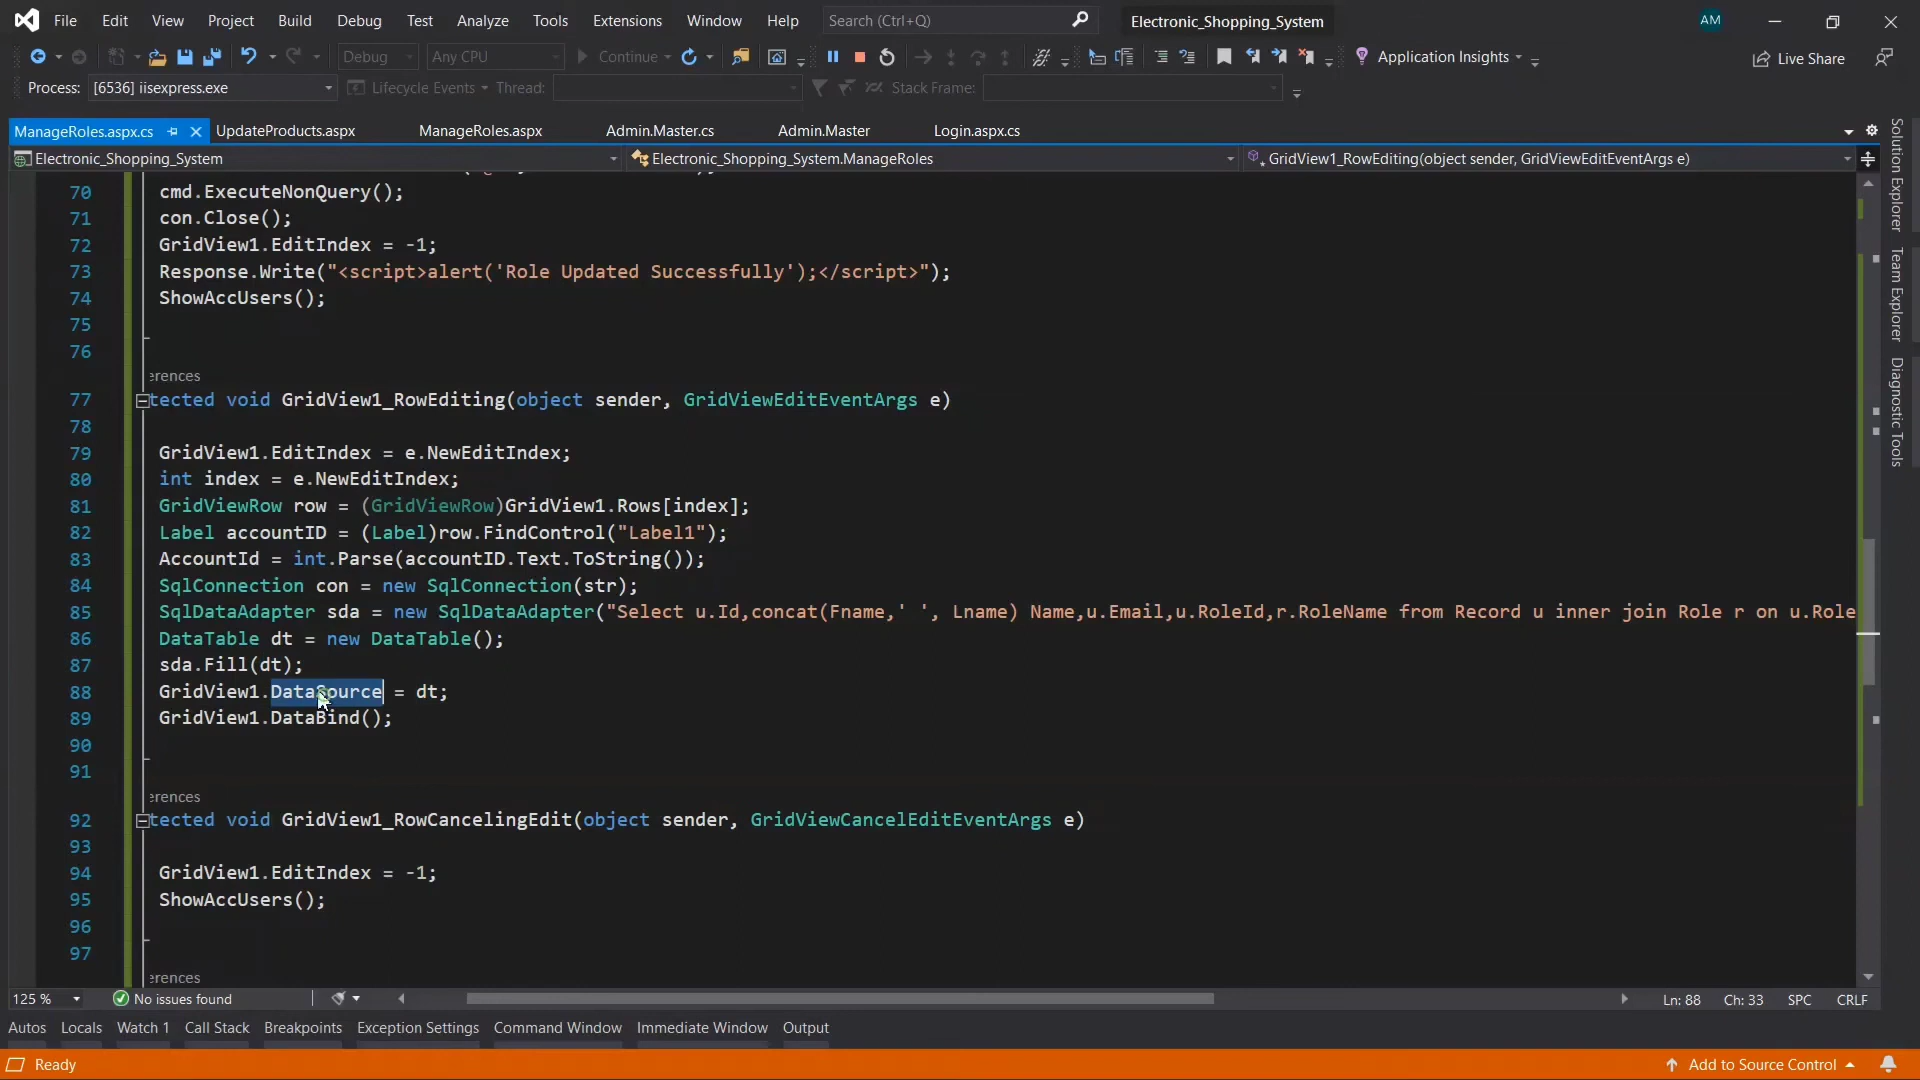 File Edit View Project Build Debug Test Analyze Tools Extensions Window Help Search (Ctrl+Q) Electronic_Shopping_System AM
Debug Any CPU Continue Application Insights Live Share
Process: [6536] iisexpress.exe Lifecycle Events Thread: Stack Frame:
ManageRoles.aspx.cs UpdateProducts.aspx ManageRoles.aspx Admin.Master.cs Admin.Master Login.aspx.cs
Electronic_Shopping_System Electronic_Shopping_System.ManageRoles GridView1_RowEditing(object sender, GridViewEditEventArgs e)
70 cmd.ExecuteNonQuery();
71 con.Close();
72 GridView1.EditIndex = -1;
73 Response.Write("<script>alert('Role Updated Successfully');</script>");
74 ShowAccUsers();
75
76
erences
77 tected void GridView1_RowEditing(object sender, GridViewEditEventArgs e)
78
79 GridView1.EditIndex = e.NewEditIndex;
80 int index = e.NewEditIndex;
81 GridViewRow row = (GridViewRow)GridView1.Rows[index];
82 Label accountID = (Label)row.FindControl("Label1");
83 AccountId = int.Parse(accountID.Text.ToString());
84 SqlConnection con = new SqlConnection(str);
85 SqlDataAdapter sda = new SqlDataAdapter("Select u.Id,concat(Fname,' ', Lname) Name,u.Email,u.RoleId,r.RoleName from Record u inner join Role r on u.Role
86 DataTable dt = new DataTable();
87 sda.Fill(dt);
88 GridView1.DataSource = dt;
89 GridView1.DataBind();
90
91
erences
92 tected void GridView1_RowCancelingEdit(object sender, GridViewCancelEditEventArgs e)
93
94 GridView1.EditIndex = -1;
95 ShowAccUsers();
96
97
erences
125 % No issues found Ln: 88 Ch: 33 SPC CRLF
Autos Locals Watch 1 Call Stack Breakpoints Exception Settings Command Window Immediate Window Output
Ready Add to Source Control
Solution Explorer
Team Explorer
Diagnostic Tools